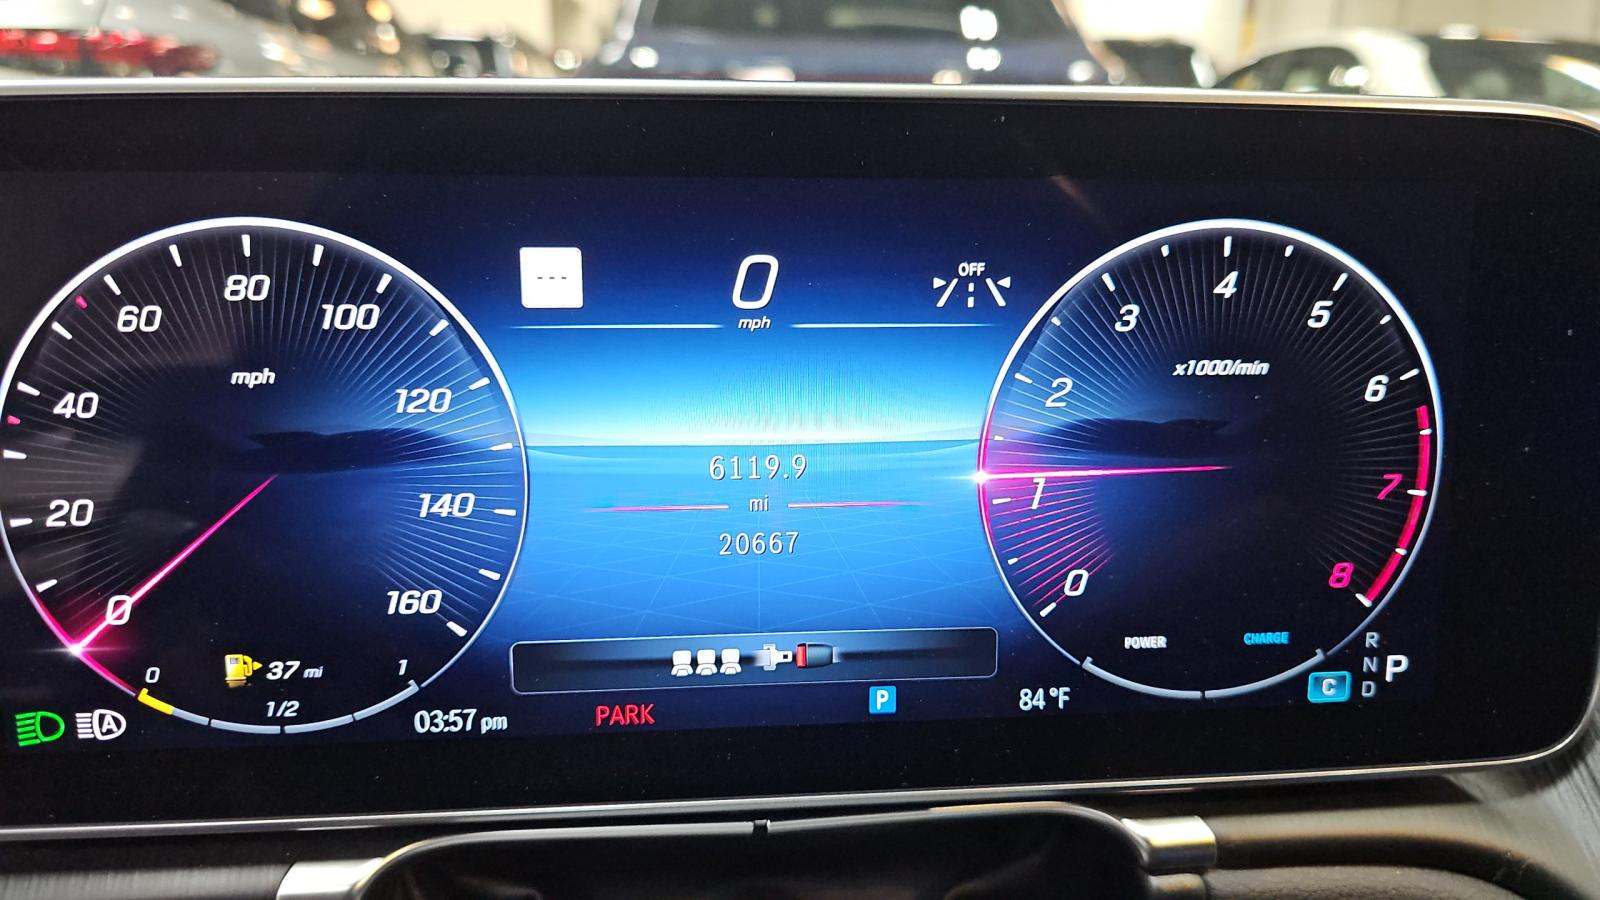 80
60
100
mph
40
120
20
140
0
160
0
37 mi
1
1/2
03:57 pm
A
---
0
mph
OFF
6119.9
mi
20667
PARK
P
84°F
4
3
5
x1000/min
2
6
1
7
0
8
POWER
CHARGE
R
N
P
D
C